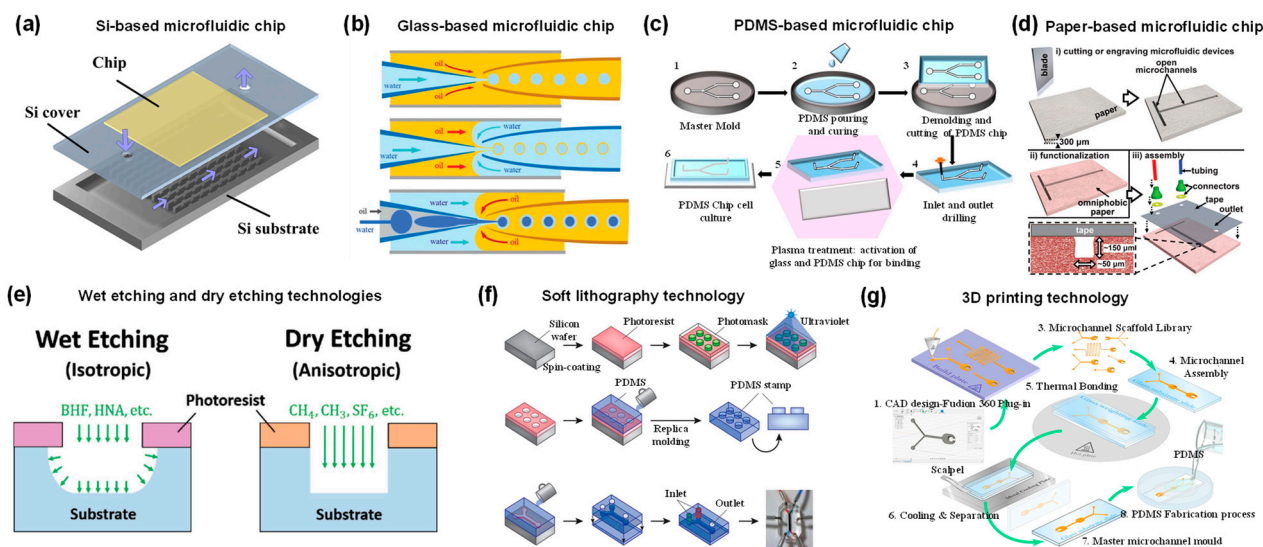 (a) Si-based microfluidic chip
Chip
Si cover
Si substrate
(b) Glass-based microfluidic chip
oil
water
oil
oil
water
water
oil
water
oil
water
water
oil
(c) PDMS-based microfluidic chip
1
Master Mold
2
PDMS pouring
and curing
3
Demolding and
cutting of PDMS chip
4
Inlet and outlet
drilling
5
Plasma treatment: activation of
glass and PDMS chip for binding
6
PDMS Chip cell
culture
(d) Paper-based microfluidic chip
i) cutting or engraving microfluidic devices
blade
open
microchannels
paper
300 μm
ii) functionalization
omniphobic
paper
iii) assembly
tubing
connectors
tape
outlet
tape
~150 μm
~50 μm
(e) Wet etching and dry etching technologies
Wet Etching
(Isotropic)
BHF, HNA, etc.
Photoresist
Substrate
Dry Etching
(Anisotropic)
CH4, CH3, SF6, etc.
Substrate
(f) Soft lithography technology
Silicon
wafer
Photoresist
Photomask
Ultraviolet
Spin-coating
PDMS
Replica
molding
PDMS stamp
Inlet
Outlet
(g) 3D printing technology
Build plate
1. CAD design-Fudion 360 Plug-in
3. Microchannel Scaffold Library
4. Microchannel
Assembly
5. Thermal Bonding
Hot plate
Scalpel
6. Cooling & Separation
7. Master microchannel mould
PDMS
8. PDMS Fabrication process